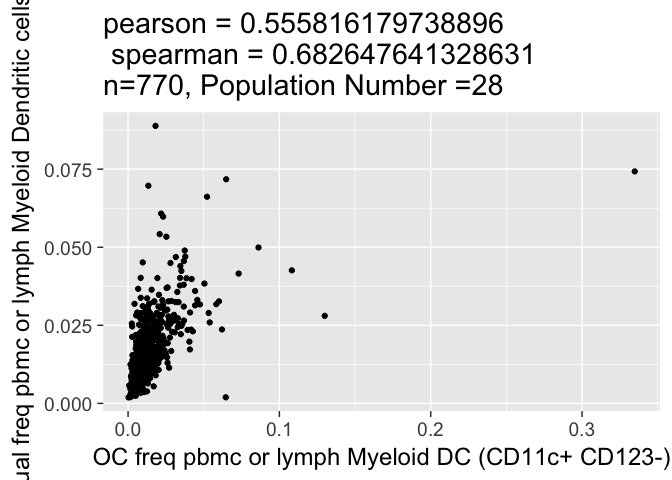 pearson = 0.555816179738896
spearman = 0.682647641328631
n=770, Population Number =28
ual freq pbmc or lymph Myeloid Dendritic cells
0.075
0.050
0.025
0.000
0.0
0.1
0.2
0.3
OC freq pbmc or lymph Myeloid DC (CD11c+ CD123-)